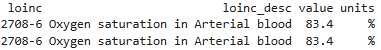 loinc loinc_desc value units
2708-6 Oxygen saturation in Arterial blood 83.4 %
2708-6 Oxygen saturation in Arterial blood 83.4 %